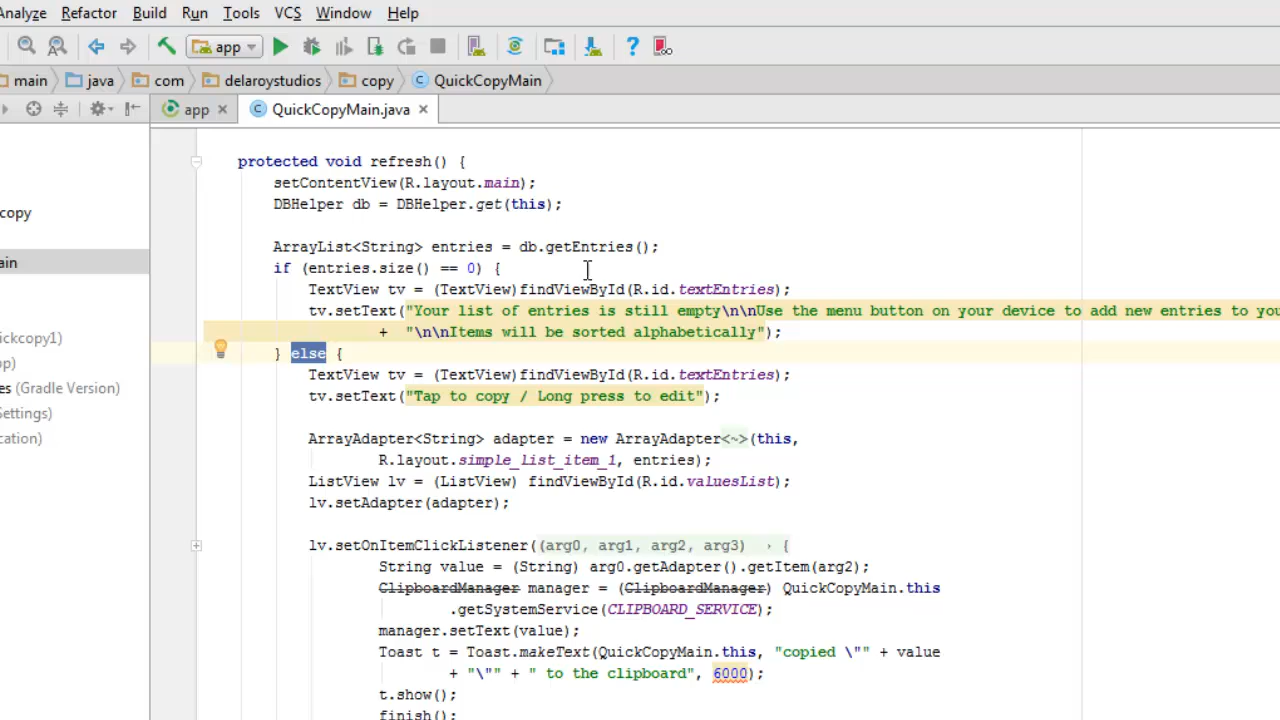 Analyze Refactor Build Run Tools VCS Window Help
app
main java com delaroystudios copy QuickCopyMain
app QuickCopyMain.java
protected void refresh() {
setContentView(R.layout.main);
DBHelper db = DBHelper.get(this);
copy
ArrayList<String> entries = db.getEntries();
ain
if (entries.size() == 0) {
TextView tv = (TextView)findViewById(R.id.textEntries);
tv.setText("Your list of entries is still empty\n\nUse the menu button on your device to add new entries to you
+ "\n\nItems will be sorted alphabetically");
ickcopy1)
} else {
pp)
TextView tv = (TextView)findViewById(R.id.textEntries);
es (Gradle Version)
tv.setText("Tap to copy / Long press to edit");
Settings)
cation)
ArrayAdapter<String> adapter = new ArrayAdapter<~>(this,
R.layout.simple_list_item_1, entries);
ListView lv = (ListView) findViewById(R.id.valuesList);
lv.setAdapter(adapter);
lv.setOnItemClickListener((arg0, arg1, arg2, arg3) → {
String value = (String) arg0.getAdapter().getItem(arg2);
ClipboardManager manager = (ClipboardManager) QuickCopyMain.this
.getSystemService(CLIPBOARD_SERVICE);
manager.setText(value);
Toast t = Toast.makeText(QuickCopyMain.this, "copied \"" + value
+ "\"" + " to the clipboard", 6000);
t.show();
finish();